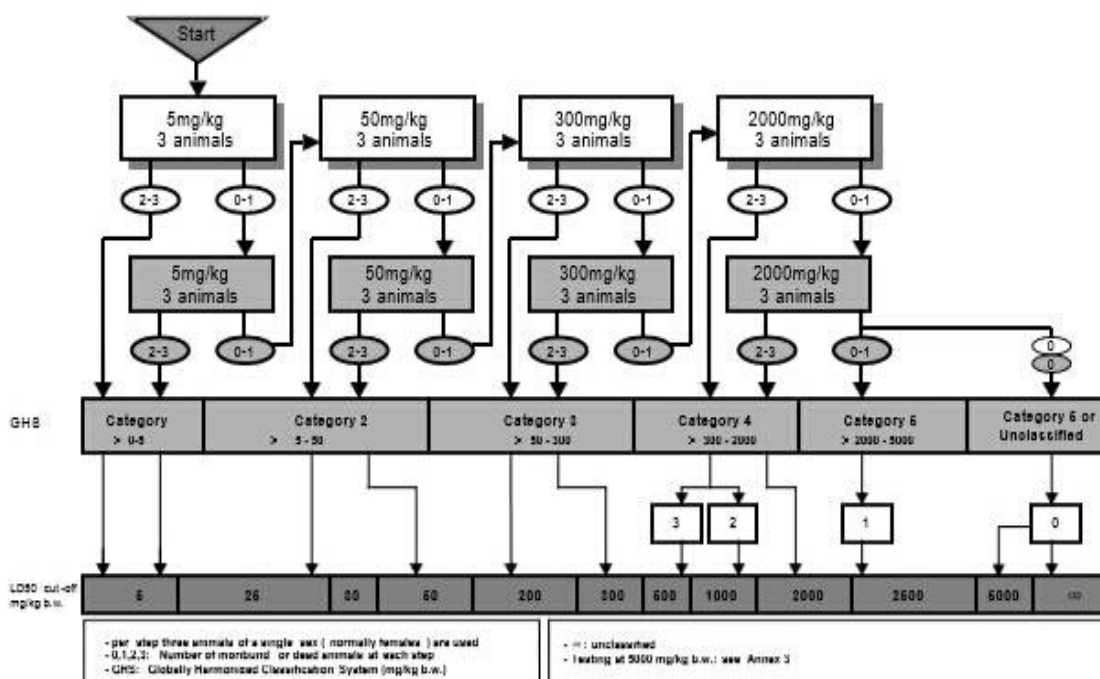 Start
5mg/kg
3 animals
50mg/kg
3 animals
300mg/kg
3 animals
2000mg/kg
3 animals
2-3 0-1 2-3 0-1 2-3 0-1 2-3 0-1
5mg/kg
3 animals
50mg/kg
3 animals
300mg/kg
3 animals
2000mg/kg
3 animals
2-3 0-1 2-3 0-1 2-3 0-1 2-3 0-1
0
0
GHS
Category
> 0-5
Category 2
> 5 - 50
Category 3
> 50 - 300
Category 4
> 300 - 2000
Category 5
> 2000 - 5000
Category 5 or
Unclassified
3 2 1 0
LD50 cut-off
mg/kg b.w.
5 25 30 50 200 300 500 1000 2000 2500 5000 ∞
- per step three animals of a single sex ( normally females ) are used
- 0,1,2,3: Number of moribund or dead animals at each step
- GHS: Globally Harmonized Classification System (mg/kg b.w.)
- ∞: unclassified
- Testing at 5000 mg/kg b.w.: see Annex 3